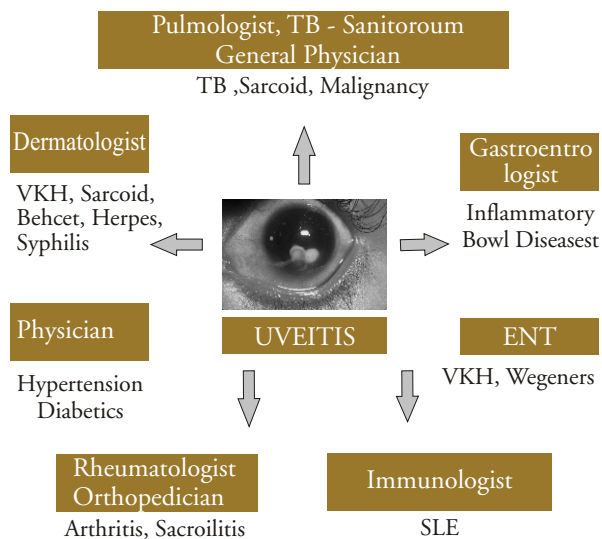 Pulmologist, TB - Sanitoroum
General Physician
TB ,Sarcoid, Malignancy
Dermatologist
VKH, Sarcoid,
Behcet, Herpes,
Syphilis
Gastroentro
logist
Inflammatory
Bowl Diseasest
Physician
Hypertension
Diabetics
UVEITIS
ENT
VKH, Wegeners
Rheumatologist
Orthopedician
Arthritis, Sacroilitis
Immunologist
SLE